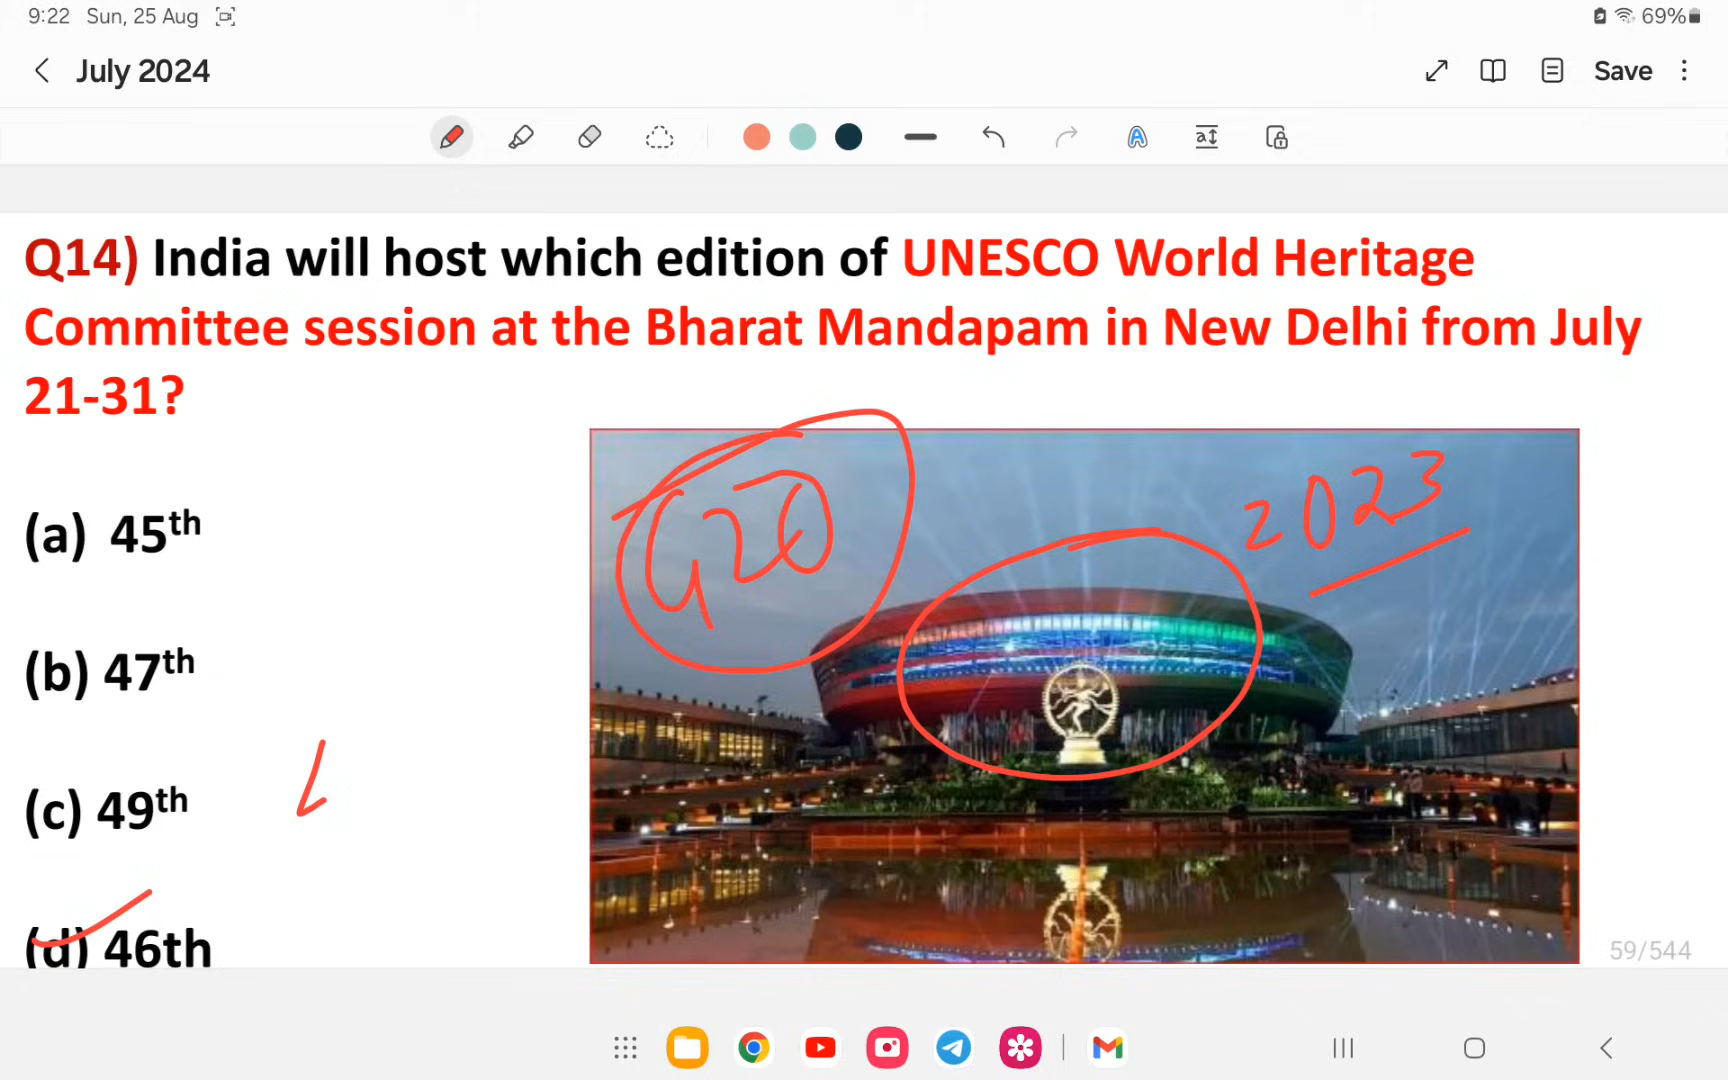 9:22 Sun, 25 Aug
69%
July 2024
Save
Q14) India will host which edition of UNESCO World Heritage
Committee session at the Bharat Mandapam in New Delhi from July
21-31?
G20
2023
(a) 45th
(b) 47th
(c) 49th
(d) 46th
59/544